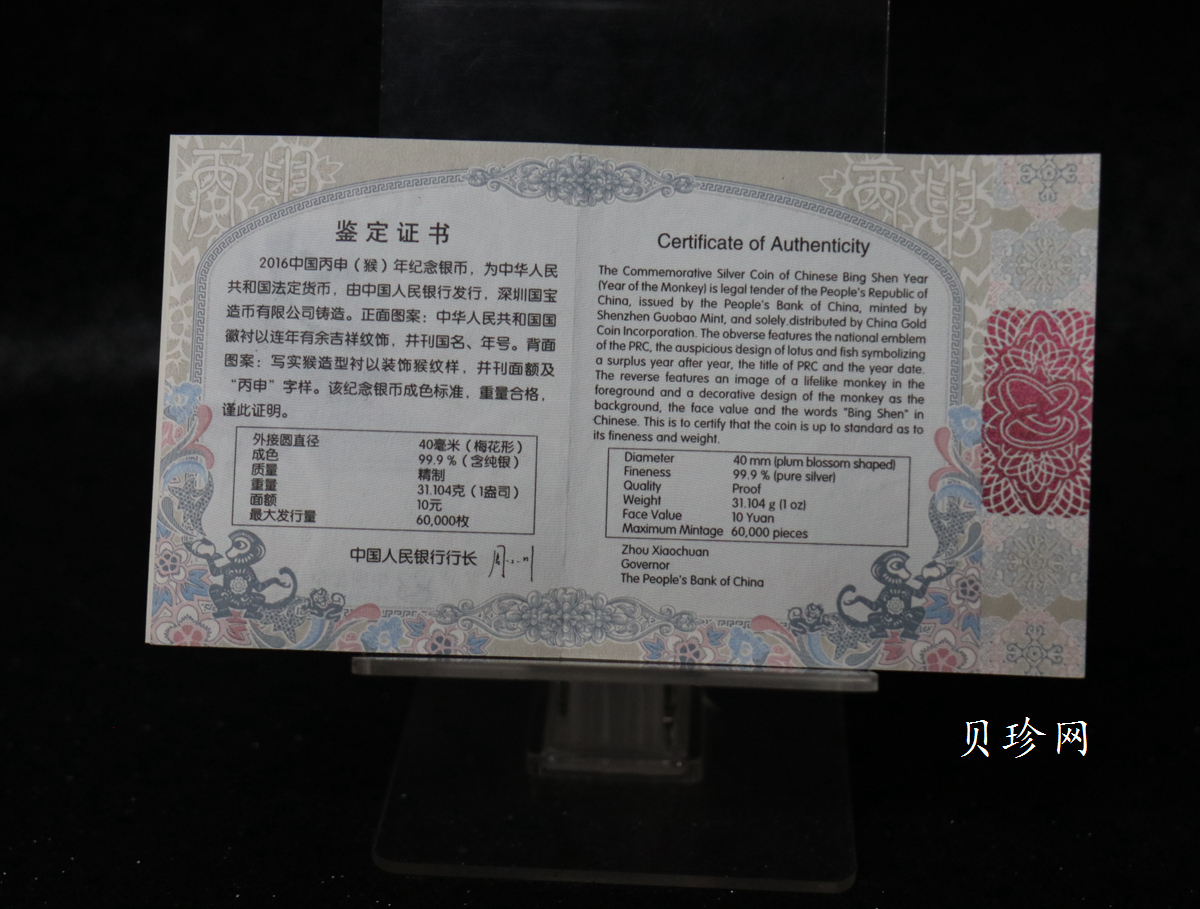 鉴定证书
2016中国丙申（猴）年纪念银币，为中华人民
共和国法定货币，由中国人民银行发行，深圳国宝
造币有限公司铸造。正面图案：中华人民共和国国
徽衬以连年有余吉祥纹饰，并刊国名、年号。背面
图案：写实猴造型衬以装饰猴纹样，并刊面额及
“丙申”字样。该纪念银币成色标准，重量合格，
谨此证明。
外接圆直径 40毫米（梅花形）
成色 99.9%（含纯银）
质量 精制
重量 31.104克（1盎司）
面额 10元
最大发行量 60,000枚
中国人民银行行长
Certificate of Authenticity
The Commemorative Silver Coin of Chinese Bing Shen Year
(Year of the Monkey) is legal tender of the People's Republic of
China, issued by the People's Bank of China, minted by
Shenzhen Guobao Mint, and solely distributed by China Gold
Coin Incorporation. The obverse features the national emblem
of the PRC, the auspicious design of lotus and fish symbolizing
a surplus year after year, the title of PRC and the year date.
The reverse features an image of a lifelike monkey in the
foreground and a decorative design of the monkey as the
background, the face value and the words "Bing Shen" in
Chinese. This is to certify that the coin is up to standard as to
its fineness and weight.
Diameter 40 mm (plum blossom shaped)
Fineness 99.9 % (pure silver)
Quality Proof
Weight 31.104 g (1 oz)
Face Value 10 Yuan
Maximum Mintage 60,000 pieces
Zhou Xiaochuan
Governor
The People's Bank of China
贝珍网